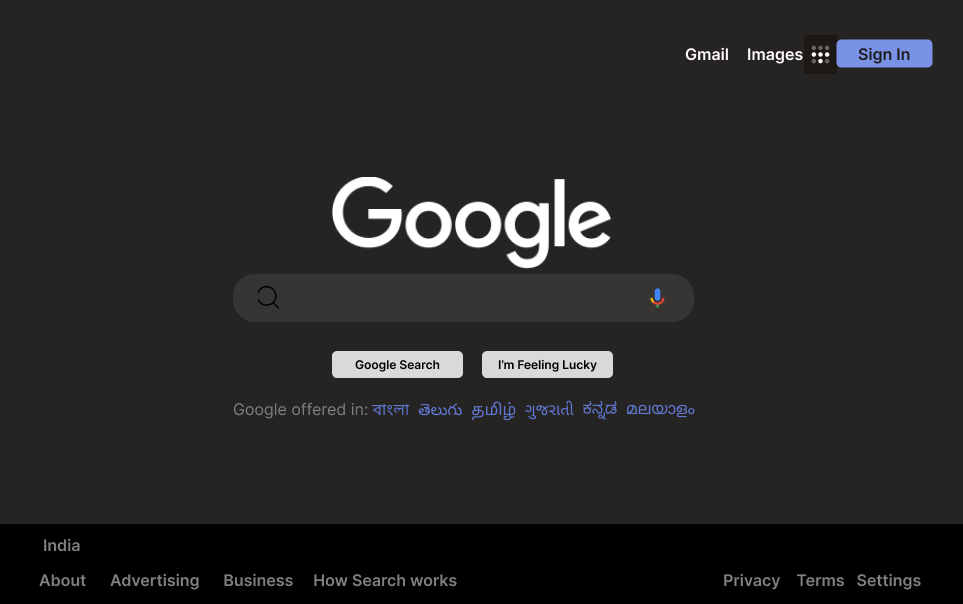 Gmail Images Sign In
Google
Google Search I'm Feeling Lucky
Google offered in: বাংলা తెలుగు தமிழ் ગુજરાતી ಕನ್ನಡ മലയാളം
India
About Advertising Business How Search works Privacy Terms Settings